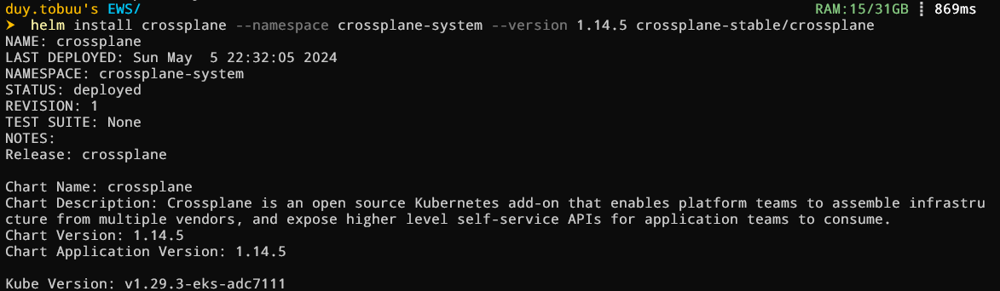 duy.tobuu's EWS/ RAM:15/31GB ⡇ 869ms
➤ helm install crossplane --namespace crossplane-system --version 1.14.5 crossplane-stable/crossplane
NAME: crossplane
LAST DEPLOYED: Sun May  5 22:32:05 2024
NAMESPACE: crossplane-system
STATUS: deployed
REVISION: 1
TEST SUITE: None
NOTES:
Release: crossplane
Chart Name: crossplane
Chart Description: Crossplane is an open source Kubernetes add-on that enables platform teams to assemble infrastru
cture from multiple vendors, and expose higher level self-service APIs for application teams to consume.
Chart Version: 1.14.5
Chart Application Version: 1.14.5
Kube Version: v1.29.3-eks-adc7111